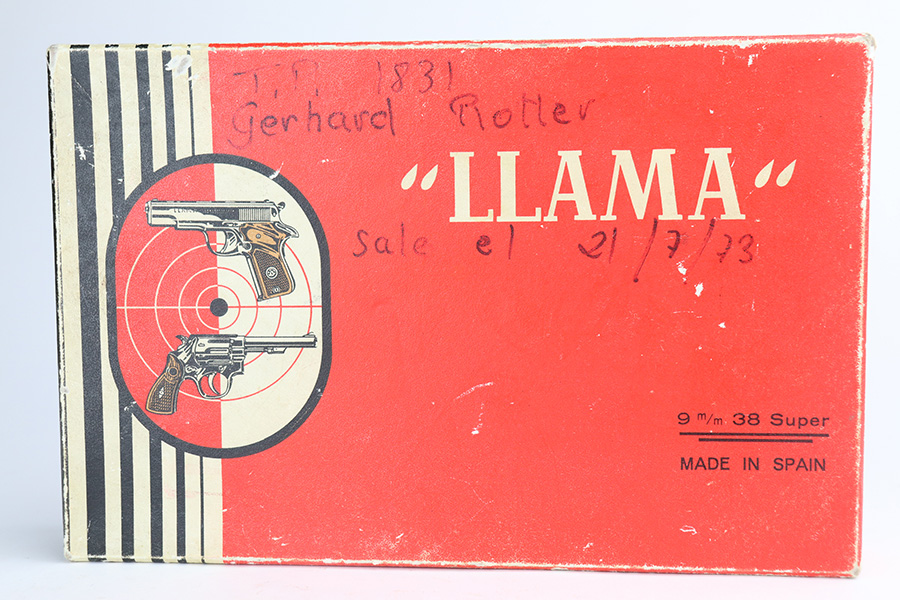 T.P. 1831
Gerhard Rotter
"LLAMA"
Sale el 21/7/73
9 m/m 38 Super
MADE IN SPAIN